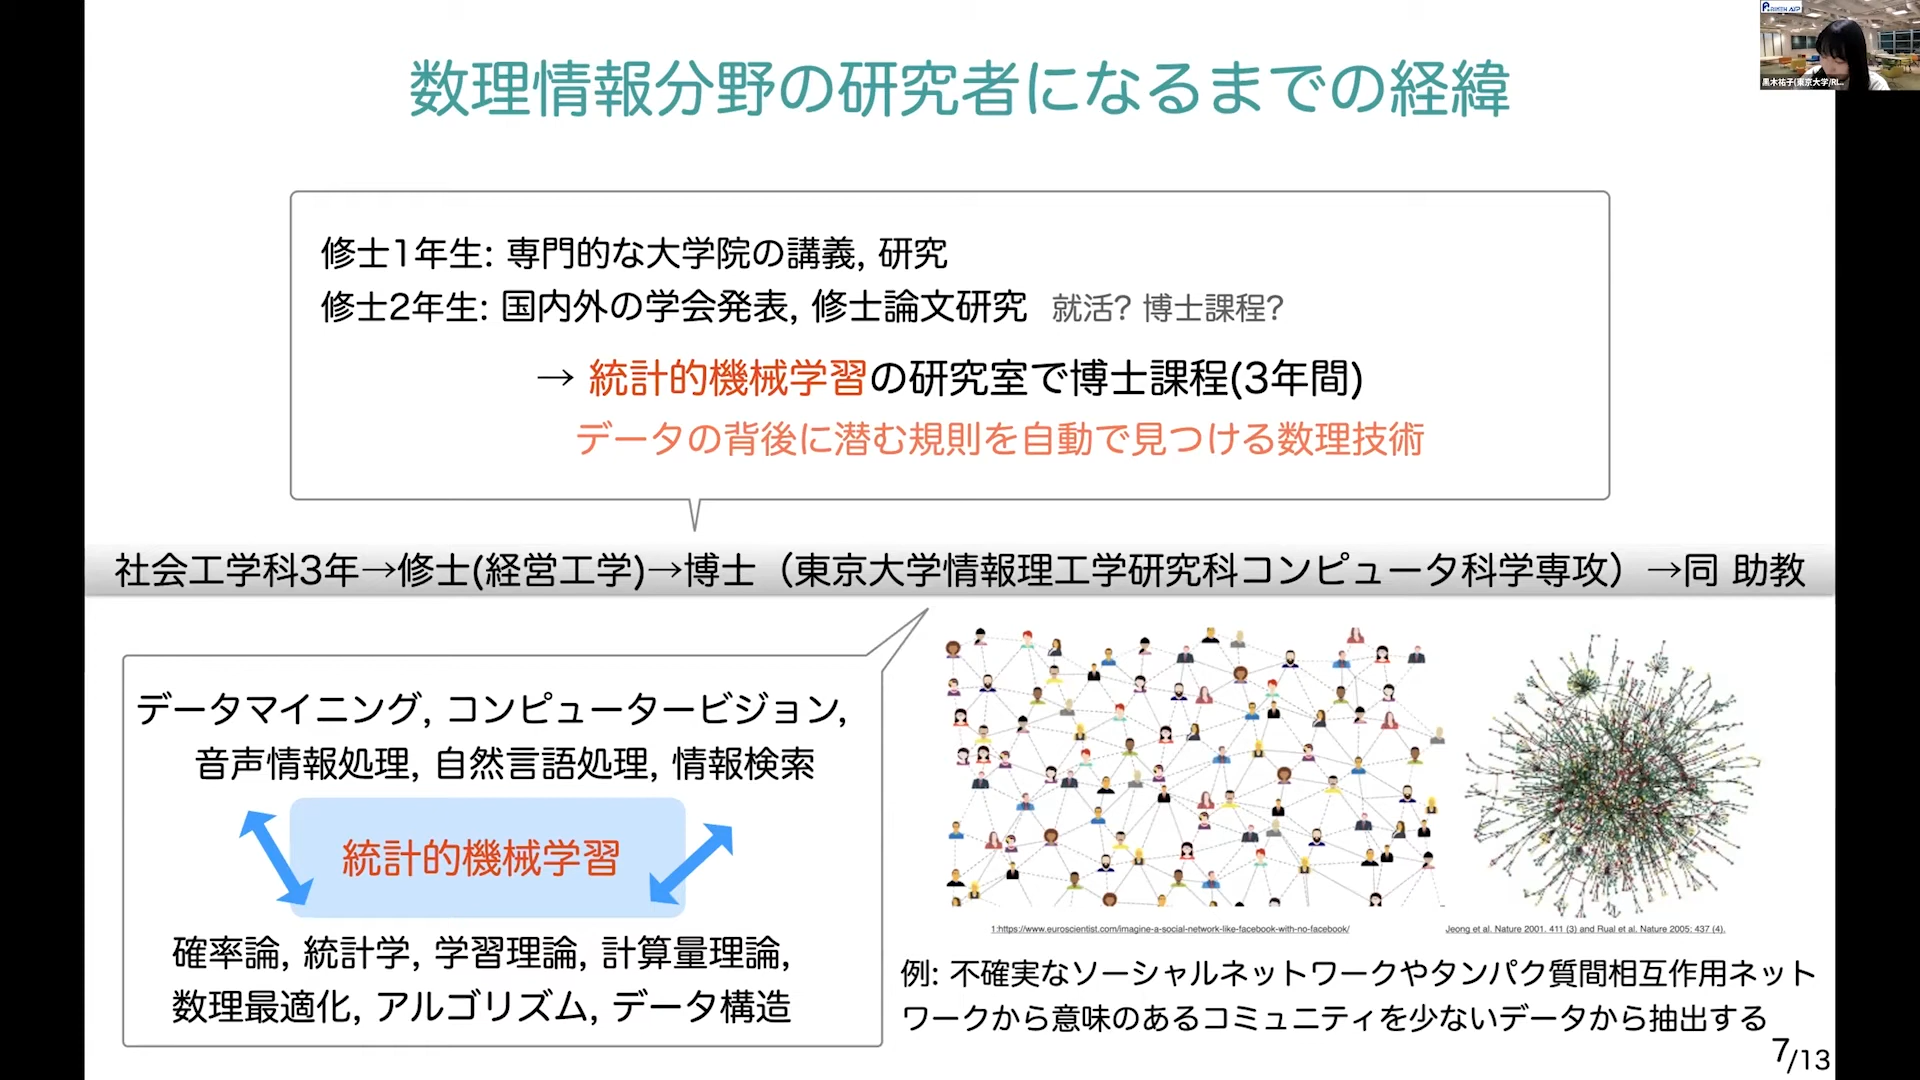 数理情報分野の研究者になるまでの経緯
RIKEN AIP
黒木祐子(東京大学/RI...
修士1年生: 専門的な大学院の講義, 研究
修士2年生: 国内外の学会発表, 修士論文研究 就活? 博士課程?
→ 統計的機械学習の研究室で博士課程(3年間)
データの背後に潜む規則を自動で見つける数理技術
社会工学科3年→修士(経営工学)→博士（東京大学情報理工学研究科コンピュータ科学専攻）→同 助教
データマイニング, コンピュータービジョン,
音声情報処理, 自然言語処理, 情報検索
統計的機械学習
確率論, 統計学, 学習理論, 計算量理論,
数理最適化, アルゴリズム, データ構造
1:https://www.euroscientist.com/imagine-a-social-network-like-facebook-with-no-facebook/
Jeong et al. Nature 2001, 411 (3) and Rual et al. Nature 2005; 437 (4).
例: 不確実なソーシャルネットワークやタンパク質間相互作用ネット
ワークから意味のあるコミュニティを少ないデータから抽出する
7/13